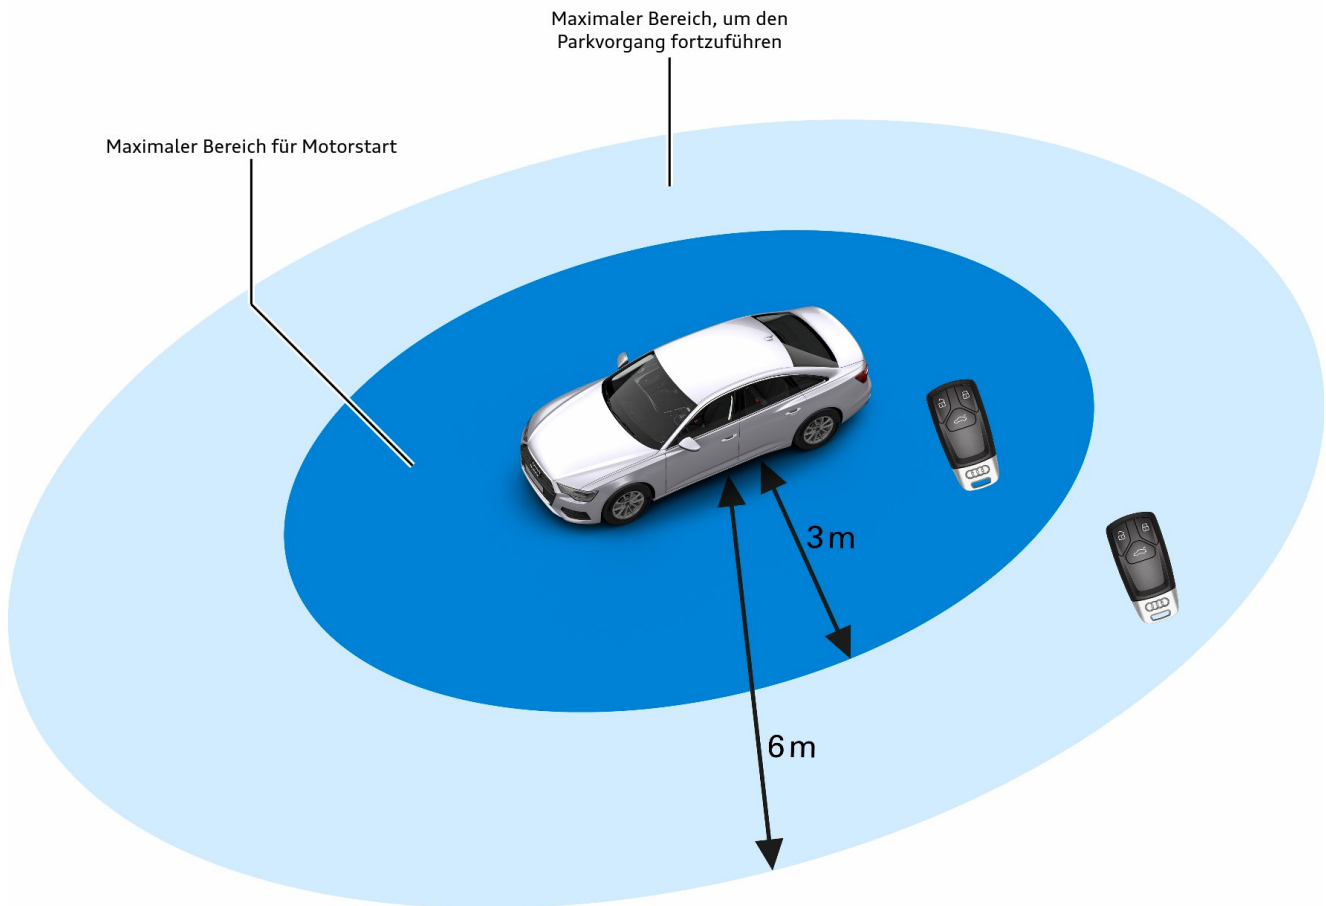 Maximaler Bereich, um den
Parkvorgang fortzuführen
Maximaler Bereich für Motorstart
3 m
6 m